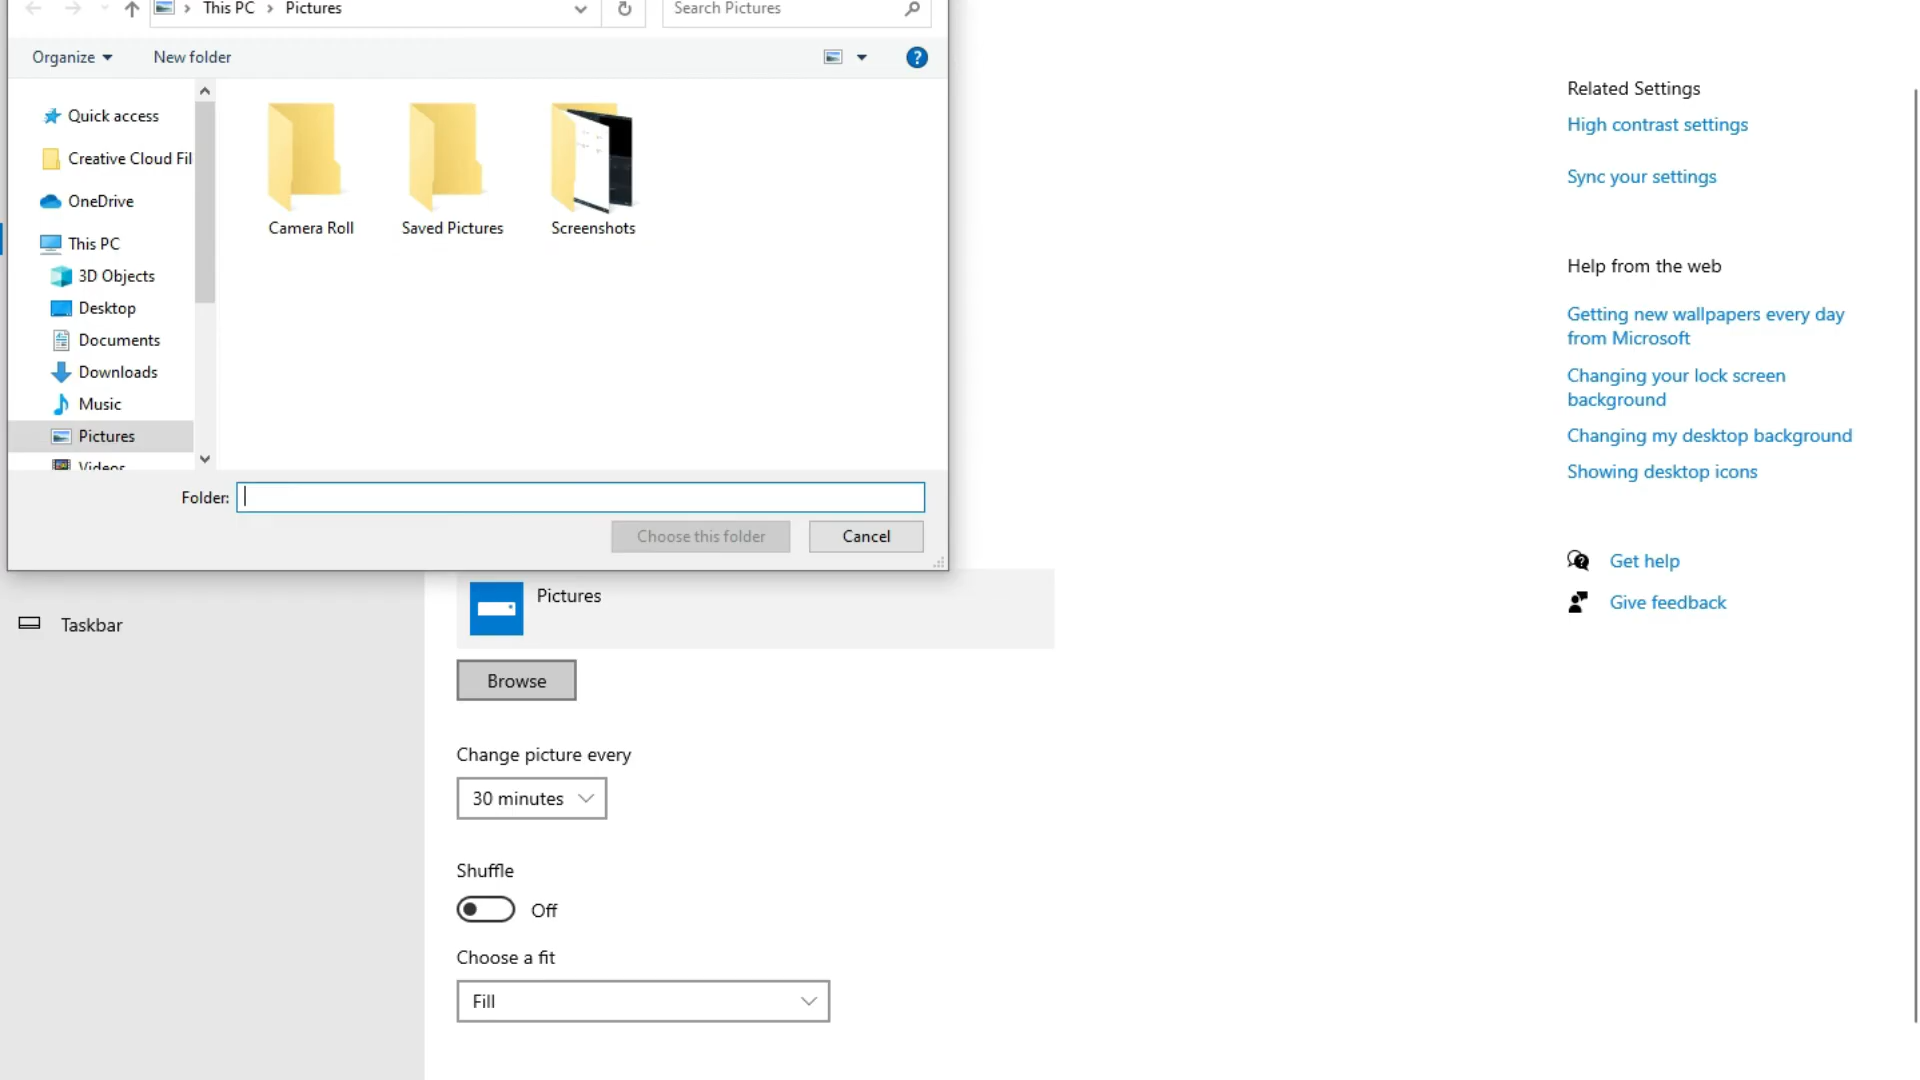 This PC > Pictures
Search Pictures
Organize
New folder
?
Quick access
Creative Cloud Fil
OneDrive
This PC
3D Objects
Desktop
Documents
Downloads
Music
Pictures
Videos
Camera Roll
Saved Pictures
Screenshots
Folder:
Choose this folder
Cancel
Taskbar
Pictures
Browse
Change picture every
30 minutes
Shuffle
Off
Choose a fit
Fill
Related Settings
High contrast settings
Sync your settings
Help from the web
Getting new wallpapers every day
from Microsoft
Changing your lock screen
background
Changing my desktop background
Showing desktop icons
Get help
Give feedback